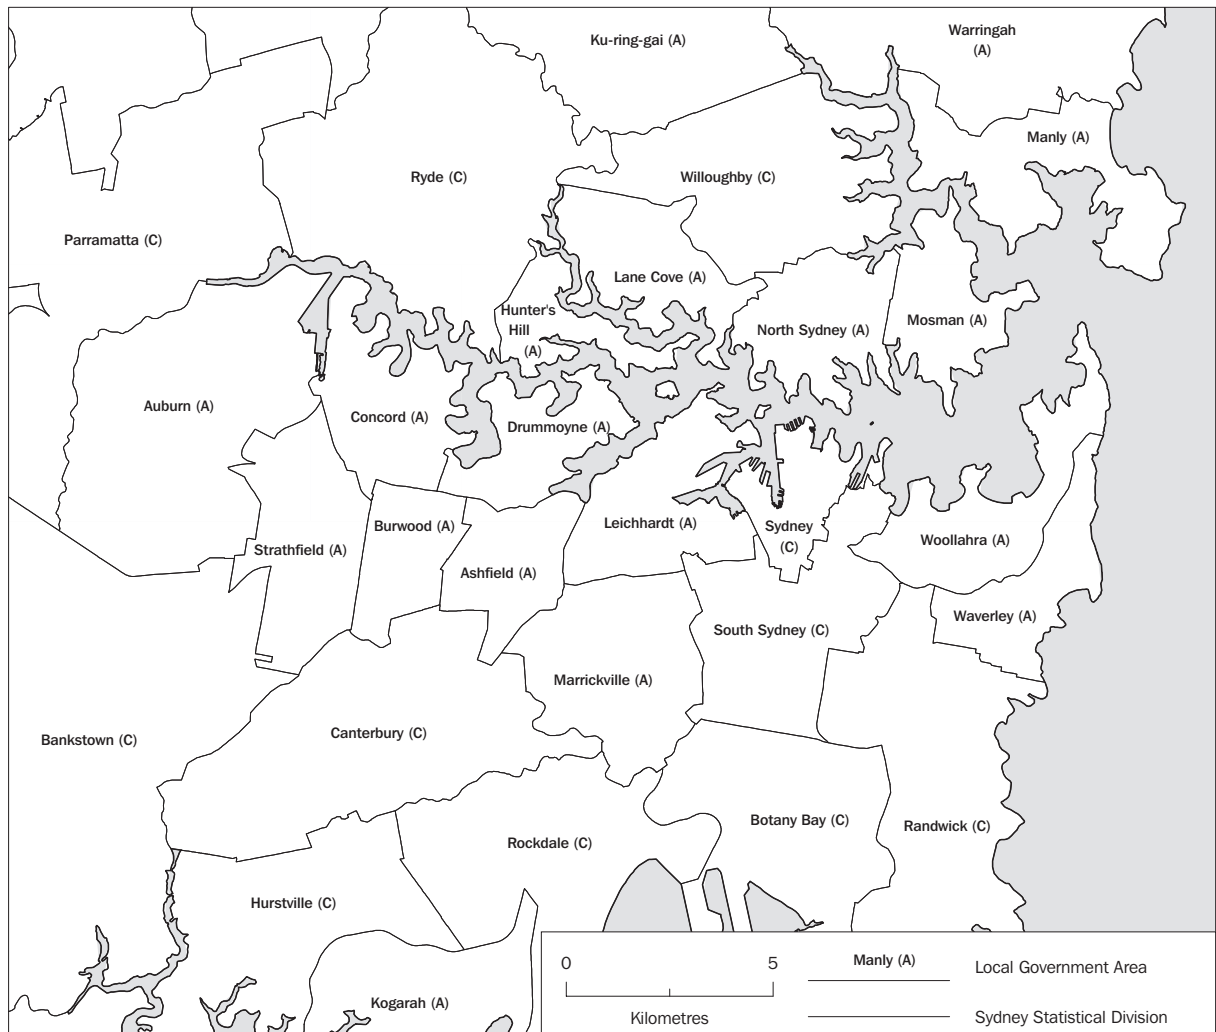 Ku-ring-gai (A)
Warringah
(A)
Manly (A)
Ryde (C)
Willoughby (C)
Parramatta (C)
Lane Cove (A)
Hunter's
Hill
(A)
North Sydney (A)
Mosman (A)
Auburn (A)
Concord (A)
Drummoyne (A)
Burwood (A)
Leichhardt (A)
Sydney
(C)
Woollahra (A)
Strathfield (A)
Ashfield (A)
Waverley (A)
South Sydney (C)
Marrickville (A)
Bankstown (C)
Canterbury (C)
Botany Bay (C)
Randwick (C)
Rockdale (C)
Hurstville (C)
Kogarah (A)
0 5
Kilometres
Manly (A)
Local Government Area
Sydney Statistical Division